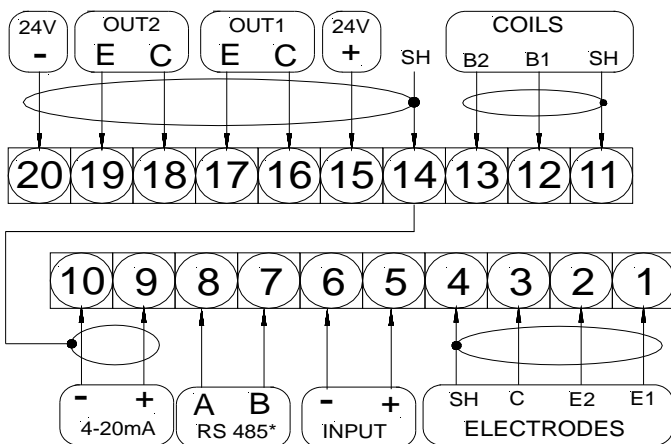 24V OUT2 OUT1 24V COILS
- E C E C + SH B2 B1 SH
20 19 18 17 16 15 14 13 12 11
10 9 8 7 6 5 4 3 2 1
- + A B - + SH C E2 E1
4-20mA RS 485* INPUT ELECTRODES